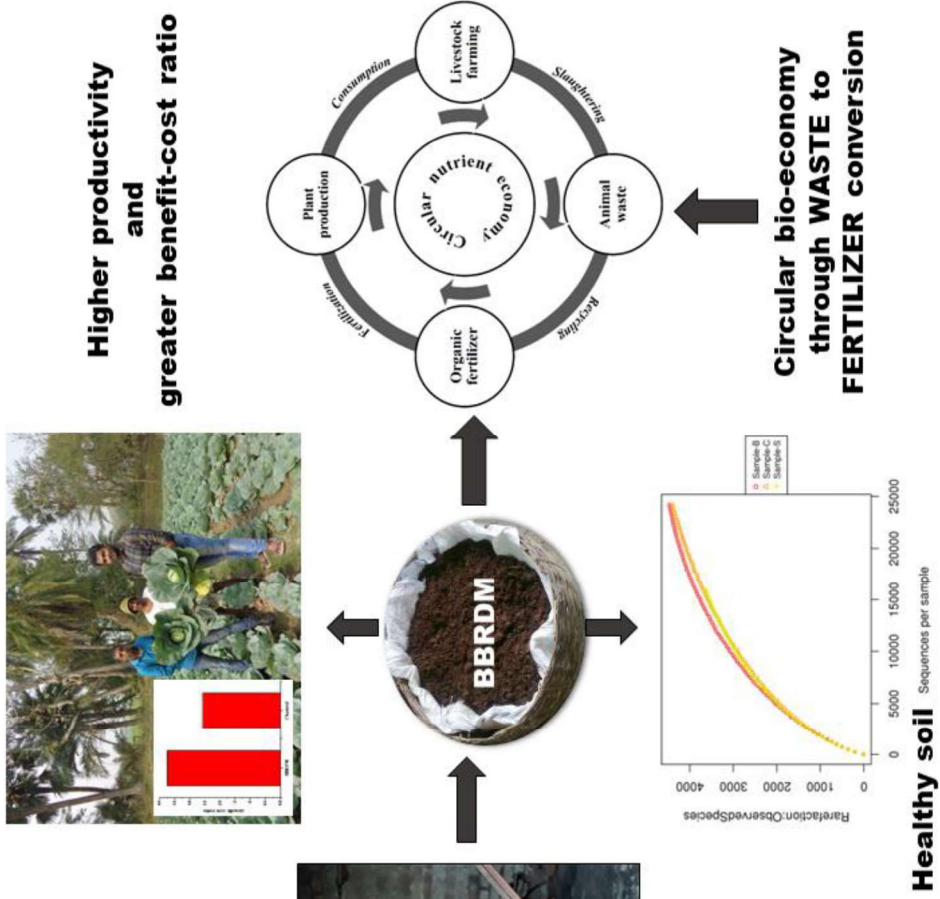 Higher productivity
and
greater benefit-cost ratio
Consumption
Livestock
farming
Slaughtering
Plant
production
Circular nutrient economy
Animal
waste
Fertilization
Organic
fertilizer
Recycling
Circular bio-economy
through WASTE to
FERTILIZER conversion
BBRDM
Rarefaction:ObservedSpecies
4000
3000
2000
1000
0
0
5000
10000
15000
20000
25000
Sequences per sample
Sample-B
Sample-C
Sample-S
Healthy soil